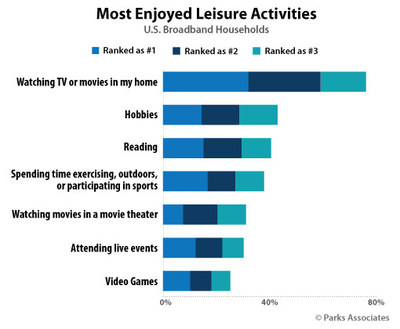 Most Enjoyed Leisure Activities
U.S. Broadband Households
Ranked as #1 Ranked as #2 Ranked as #3
Watching TV or movies in my home
Hobbies
Reading
Spending time exercising, outdoors,
or participating in sports
Watching movies in a movie theater
Attending live events
Video Games
0% 40% 80%
© Parks Associates